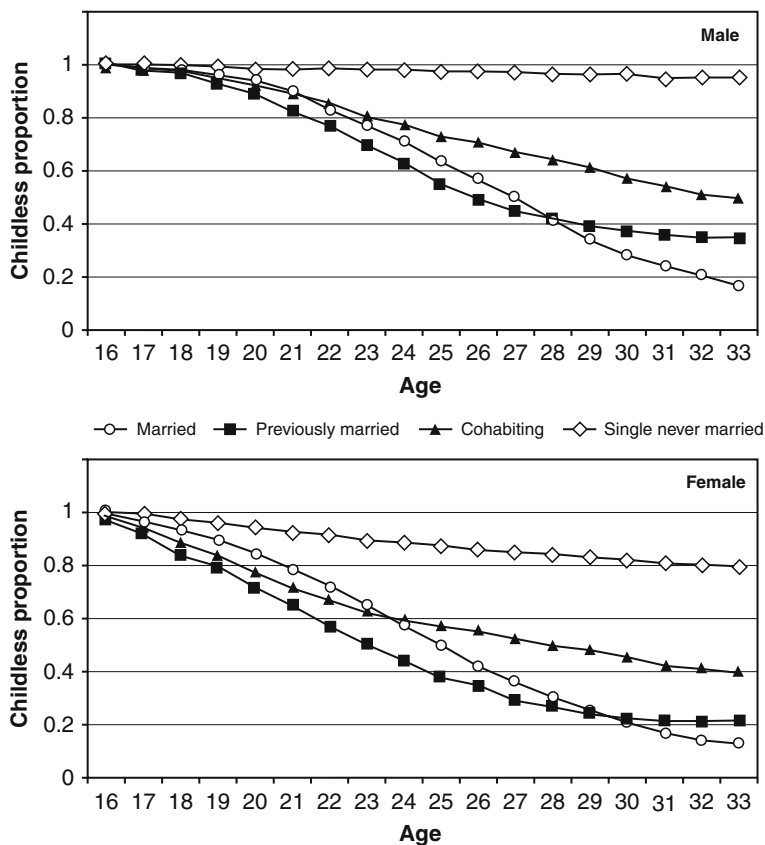 Male
Childless proportion
1
0.8
0.6
0.4
0.2
0
16 17 18 19 20 21 22 23 24 25 26 27 28 29 30 31 32 33
Age
Married Previously married Cohabiting Single never married
Female
Childless proportion
1
0.8
0.6
0.4
0.2
0
16 17 18 19 20 21 22 23 24 25 26 27 28 29 30 31 32 33
Age